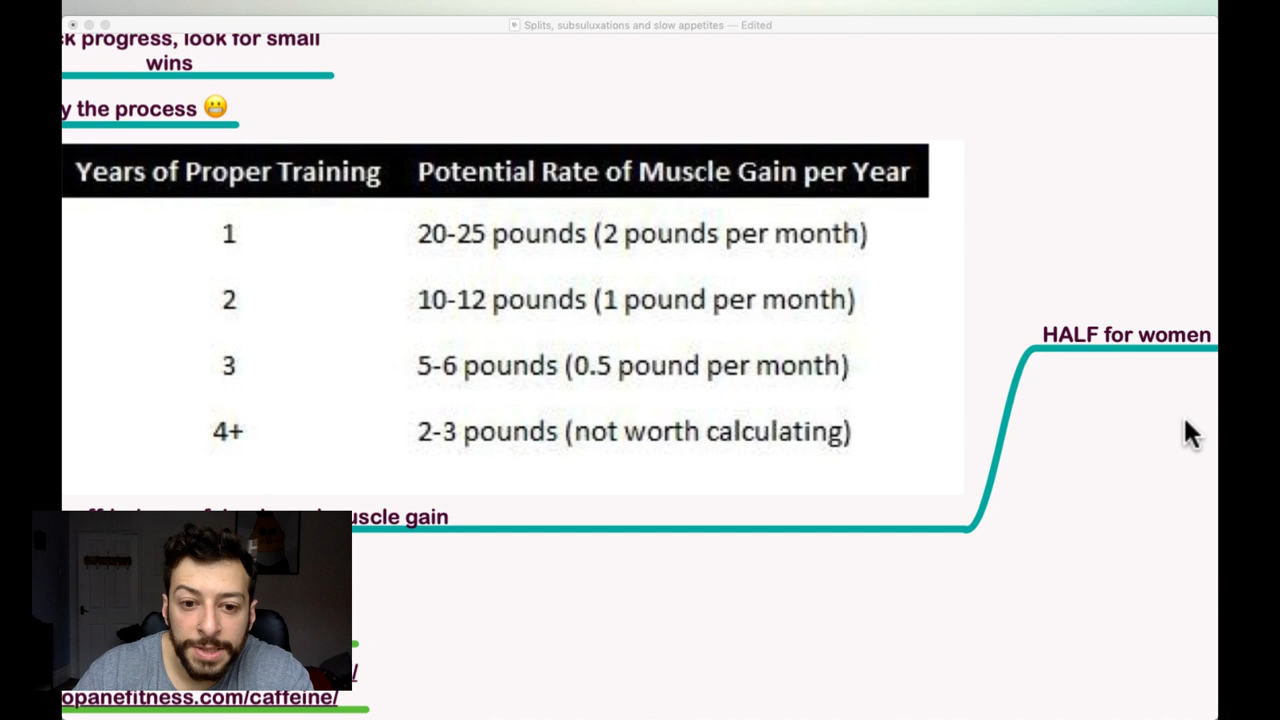 Splits, subsuluxations and slow appetites — Edited
progress, look for small
wins
the process 😬
Years of Proper Training Potential Rate of Muscle Gain per Year
1 20-25 pounds (2 pounds per month)
2 10-12 pounds (1 pound per month)
3 5-6 pounds (0.5 pound per month)
4+ 2-3 pounds (not worth calculating)
HALF for women
gain
opanefitness.com/caffeine/